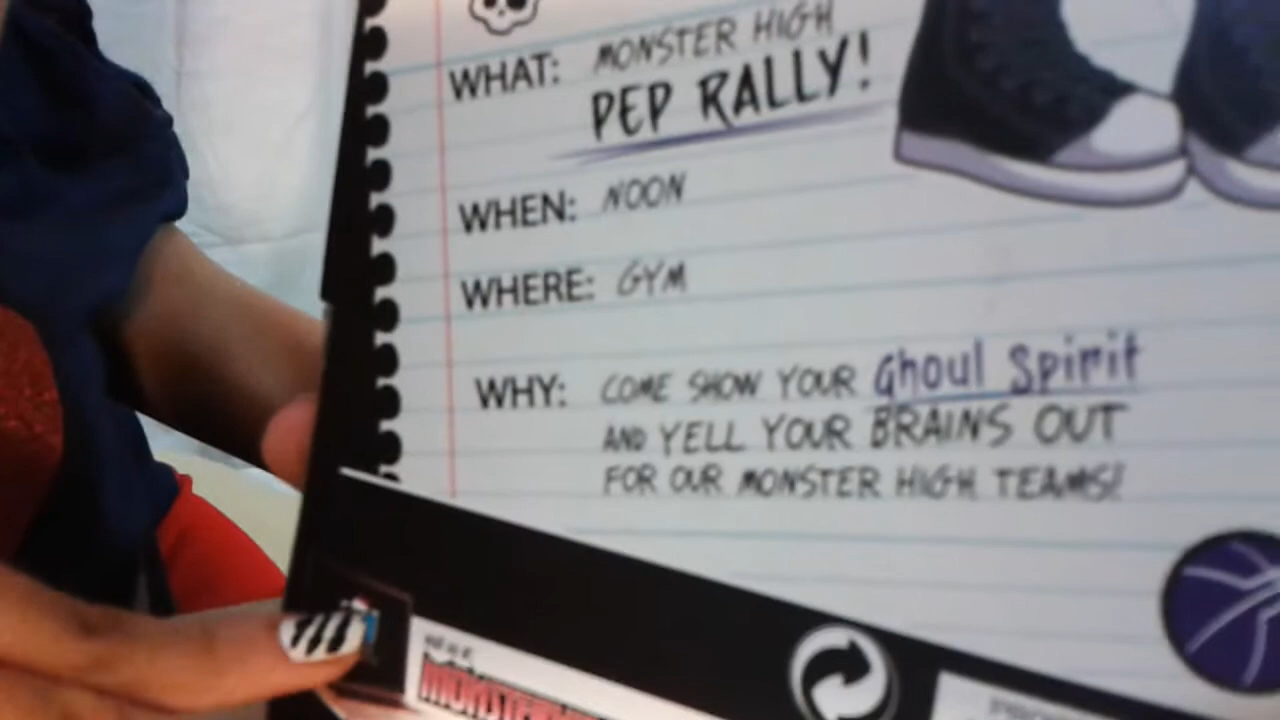 WHAT: MONSTER HIGH
PEP RALLY!
WHEN: NOON
WHERE: GYM
WHY: COME SHOW YOUR Ghoul Spirit
AND YELL YOUR BRAINS OUT
FOR OUR MONSTER HIGH TEAMS!